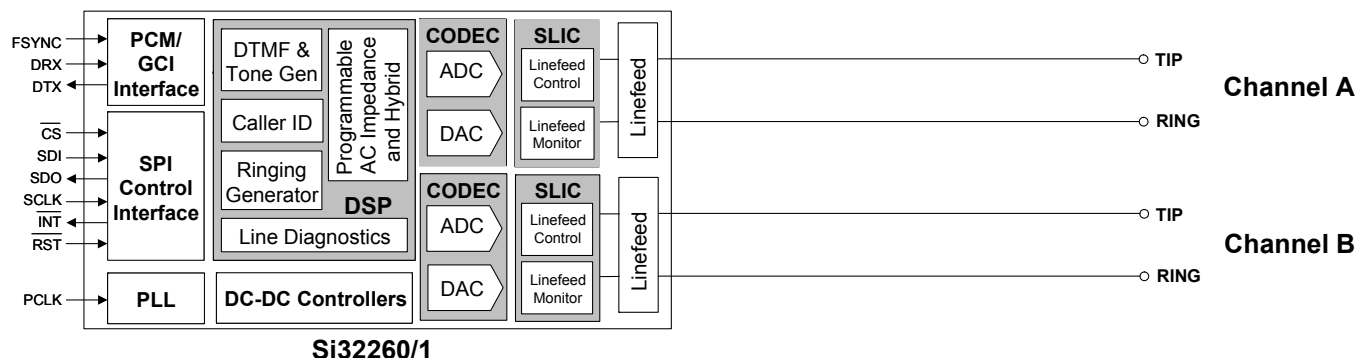 FSYNC
DRX
DTX
PCM/
GCI
Interface
CS
SDI
SDO
SCLK
INT
RST
SPI
Control
Interface
PCLK
PLL
DTMF &
Tone Gen
Caller ID
Ringing
Generator
Programmable
AC Impedance
and Hybrid
DSP
Line Diagnostics
DC-DC Controllers
CODEC
ADC
DAC
SLIC
Linefeed
Control
Linefeed
Monitor
Linefeed
TIP
RING
Channel A
CODEC
ADC
DAC
SLIC
Linefeed
Control
Linefeed
Monitor
Linefeed
TIP
RING
Channel B
Si32260/1